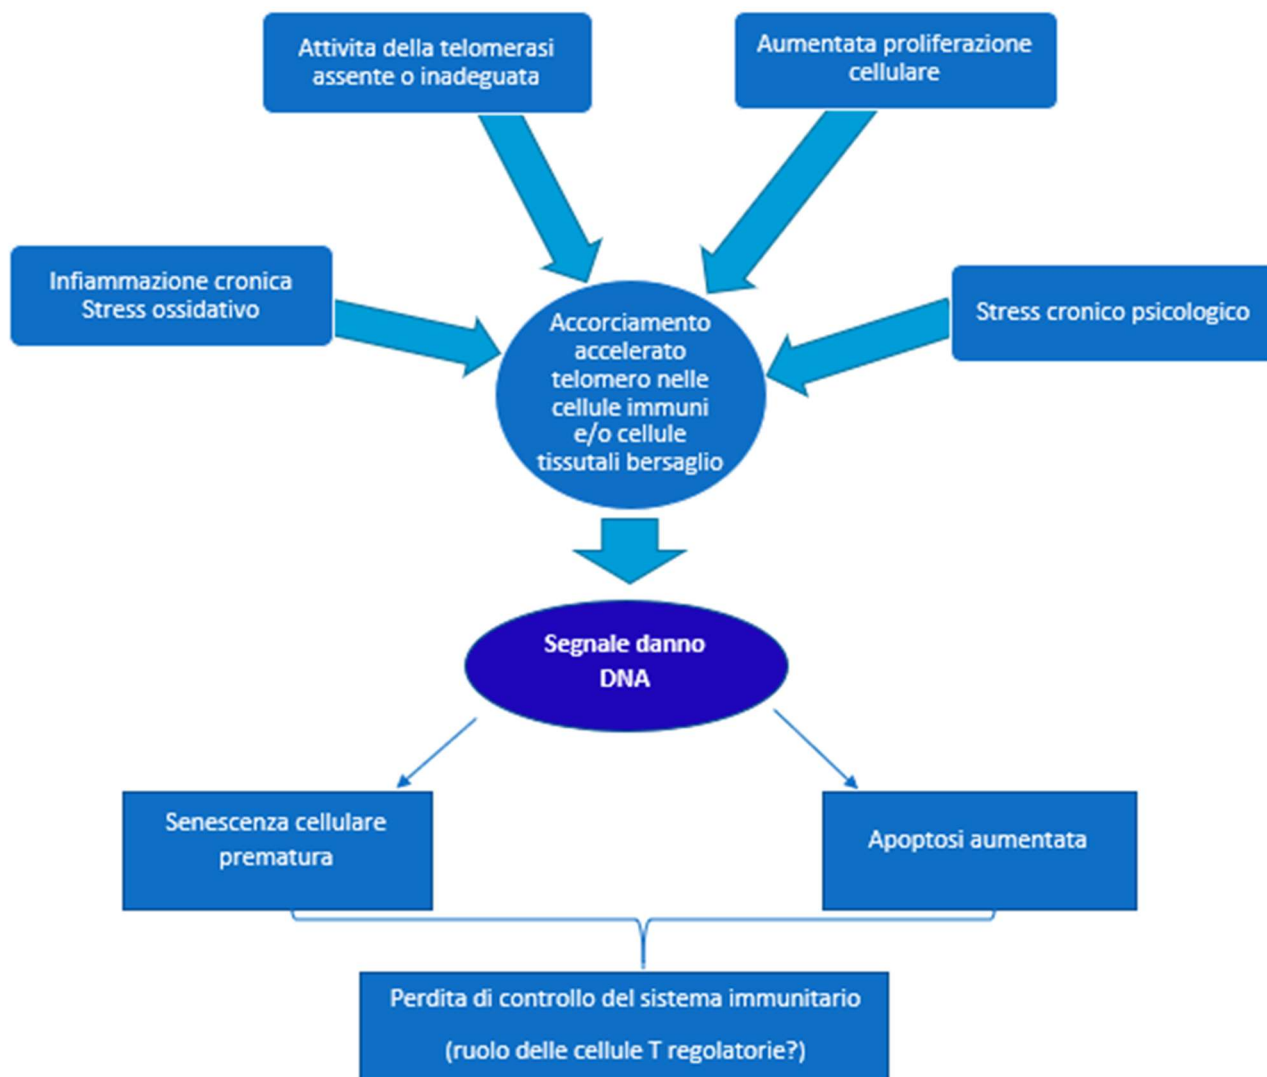 Attivita della telomerasi
assente o inadeguata
Aumentata proliferazione
cellulare
Infiammazione cronica
Stress ossidativo
Stress cronico psicologico
Accorciamento
accelerato
telomero nelle
cellule immuni
e/o cellule
tissutali bersaglio
Segnale danno
DNA
Senescenza cellulare
prematura
Apoptosi aumentata
Perdita di controllo del sistema immunitario
(ruolo delle cellule T regolatorie?)